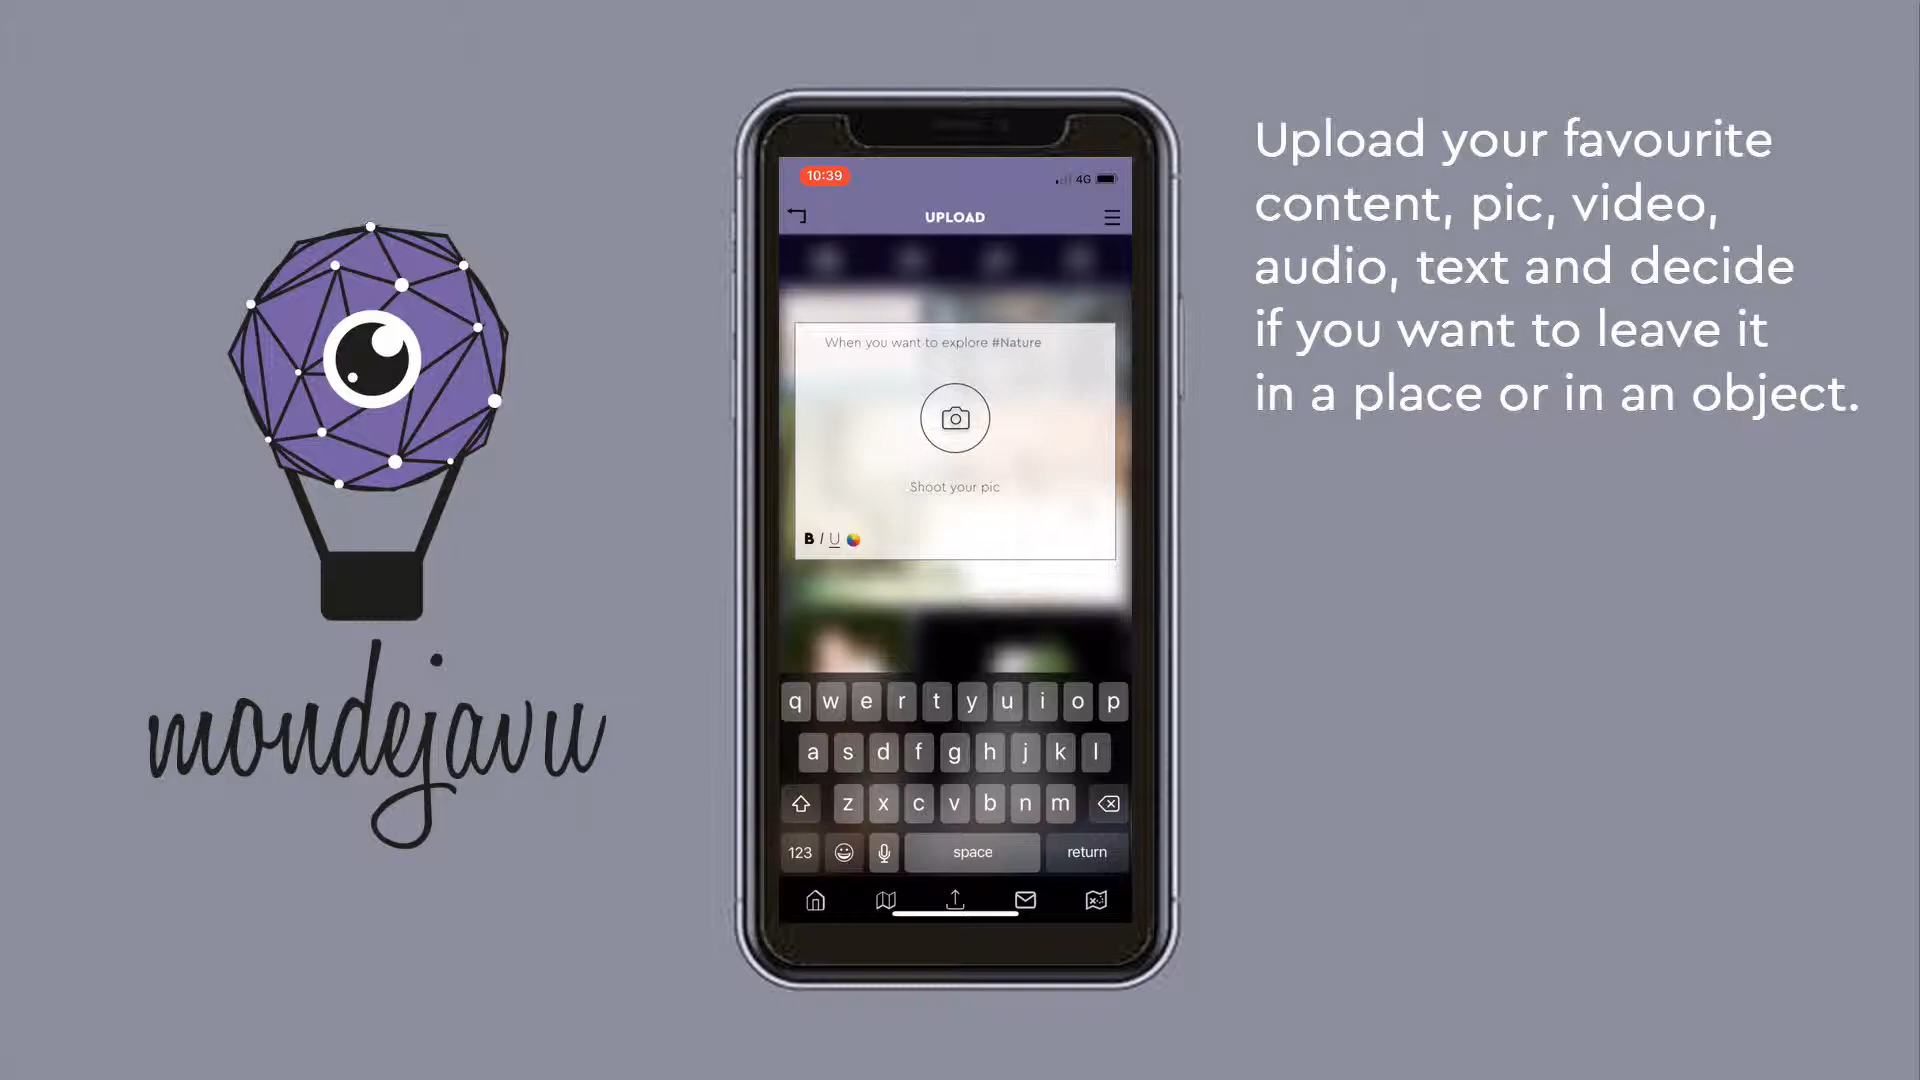 mondejavu
10:39
4G
UPLOAD
When you want to explore #Nature
Shoot your pic
B I U
q w e r t y u i o p
a s d f g h j k l
z x c v b n m
123 space return
Upload your favourite
content, pic, video,
audio, text and decide
if you want to leave it
in a place or in an object.